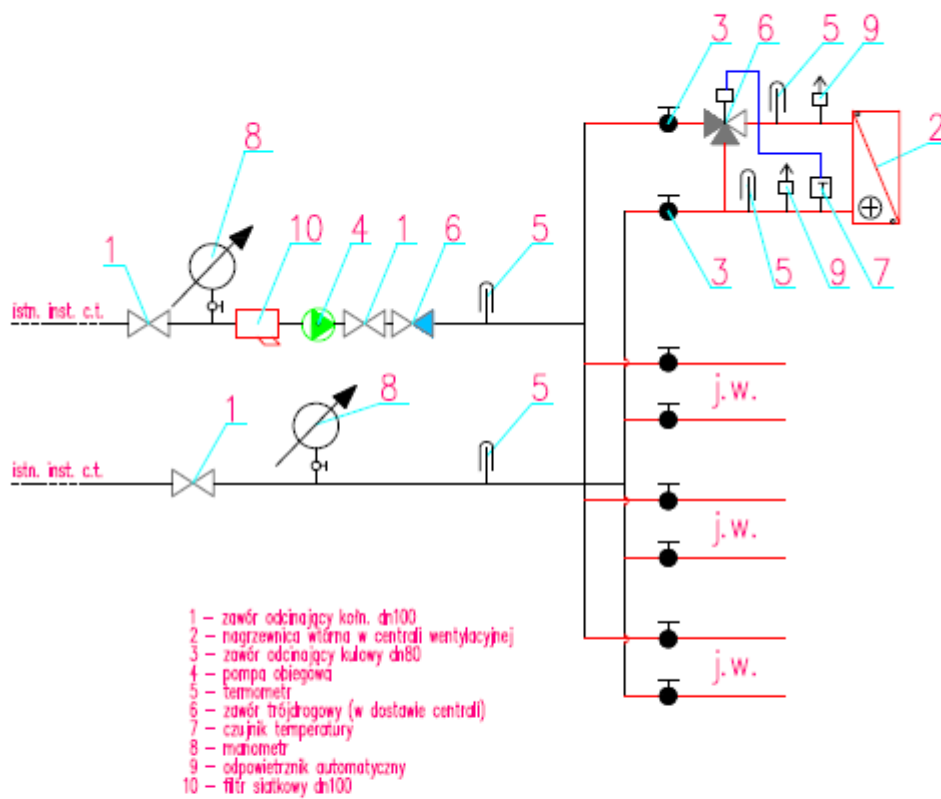 3 6 5 9
8
2
10 4 1 6 5
1
istn. inst. c.t.
3 5 9 7
j.w.
8 5
1
istn. inst. c.t.
j.w.
j.w.
1 – zawór odcinający kołn. dn100
2 – nagrzewnica wtórna w centrali wentylacyjnej
3 – zawór odcinający kulowy dn80
4 – pompa obiegowa
5 – termometr
6 – zawór trójdrogowy (w dostawie centrali)
7 – czujnik temperatury
8 – manometr
9 – odpowietrznik automatyczny
10 – filtr siatkowy dn100